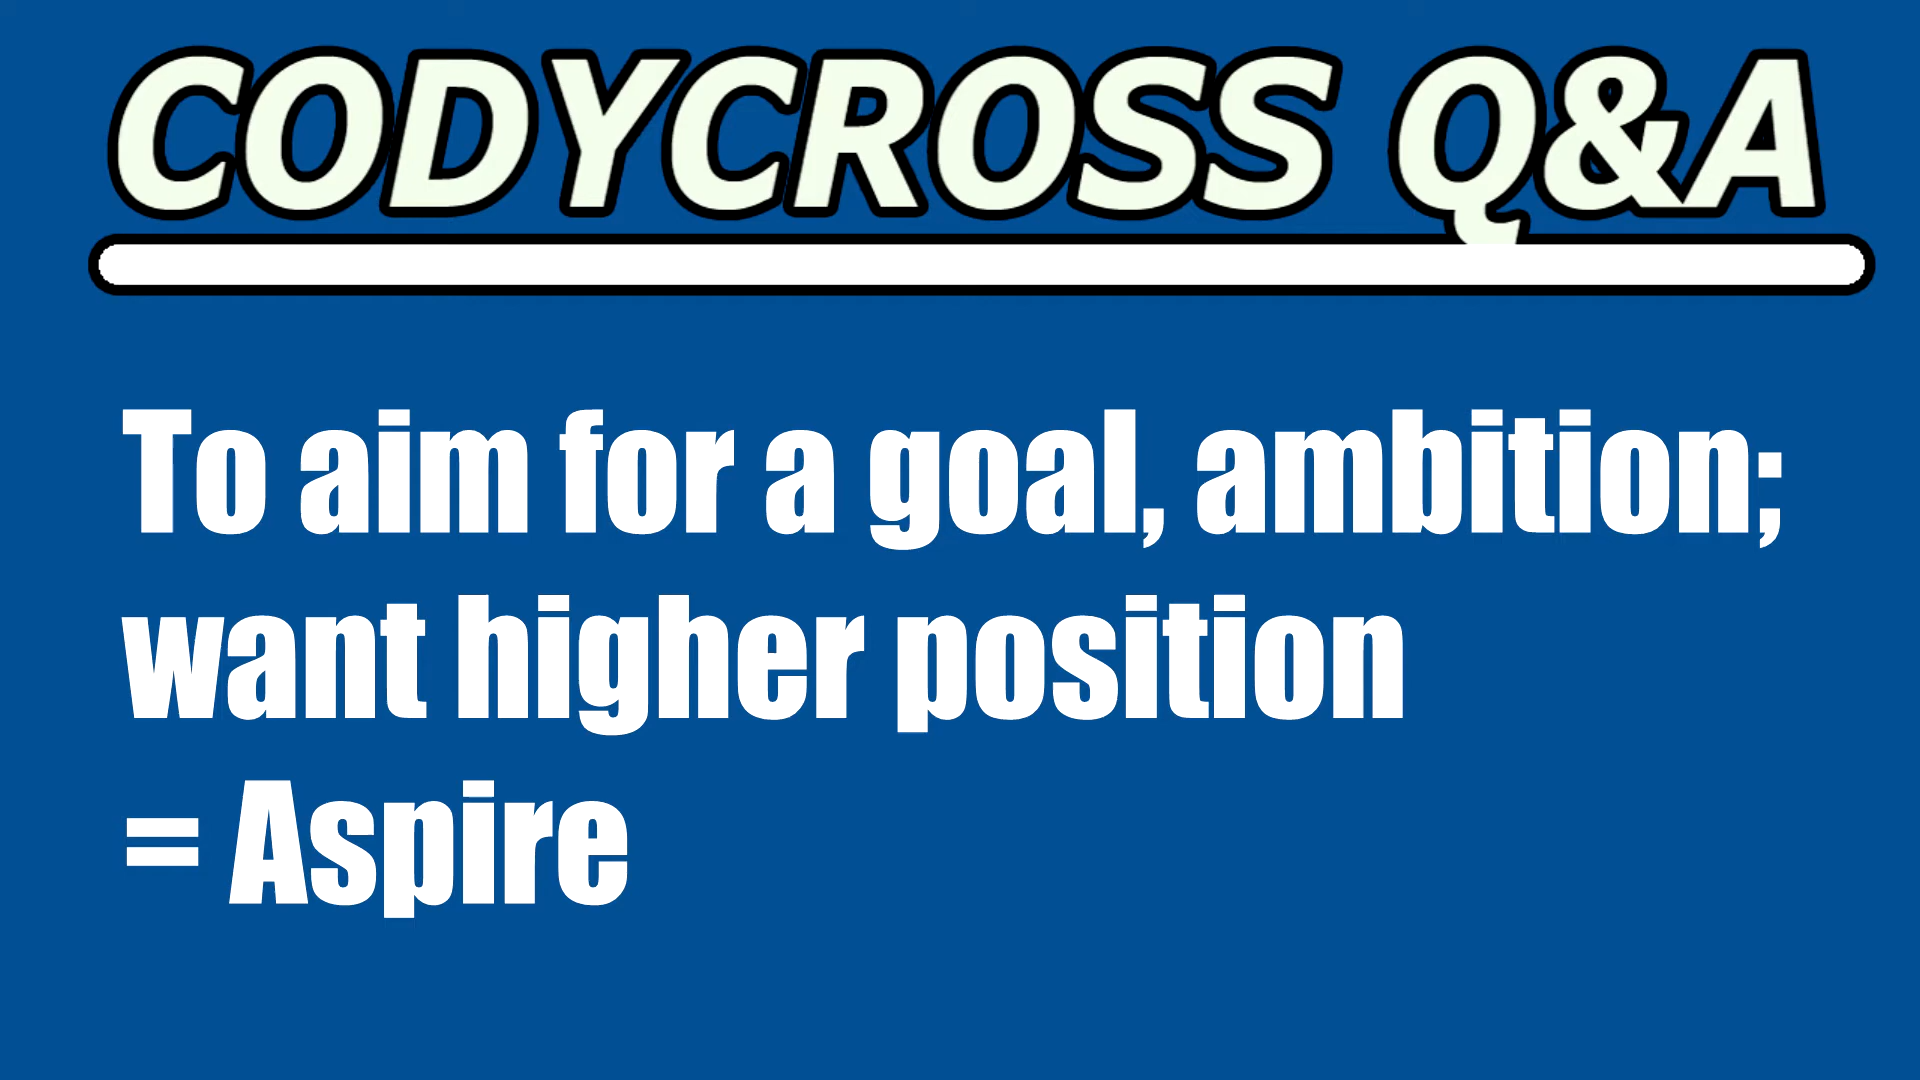 CODYCROSS Q&A
To aim for a goal, ambition;
want higher position
= Aspire